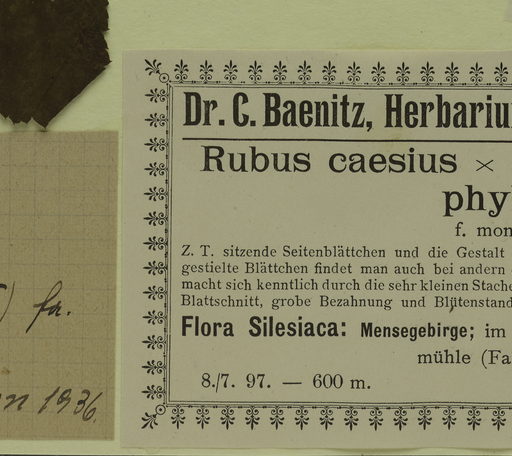 Dr. C. Baenitz, Herbariu
Rubus caesius ×
phy
f. mon
Z. T. sitzende Seitenblättchen und die Gestalt
gestielte Blättchen findet man auch bei andern
macht sich kenntlich durch die sehr kleinen Stache
Blattschnitt, grobe Bezahnung und Blütenstand
Flora Silesiaca: Mensegebirge; im
mühle (Fa
8./7. 97. — 600 m.
) fa.
n 1936.